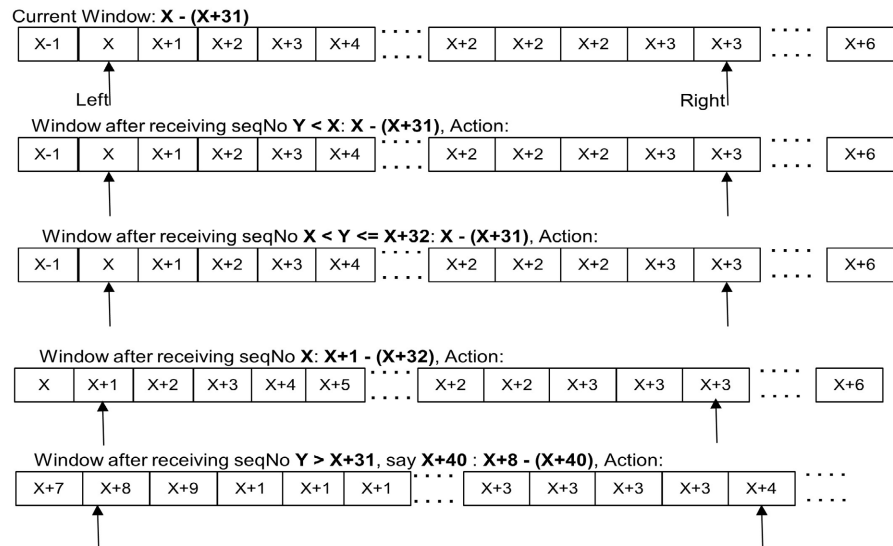 Current Window: X - (X+31)
X-1 X X+1 X+2 X+3 X+4 .... X+2 X+2 X+2 X+3 X+3 .... X+6
Left Right
Window after receiving seqNo Y < X: X - (X+31), Action:
X-1 X X+1 X+2 X+3 X+4 .... X+2 X+2 X+2 X+3 X+3 .... X+6
Window after receiving seqNo X < Y <= X+32: X - (X+31), Action:
X-1 X X+1 X+2 X+3 X+4 .... X+2 X+2 X+2 X+3 X+3 .... X+6
Window after receiving seqNo X: X+1 - (X+32), Action:
X X+1 X+2 X+3 X+4 X+5 .... X+2 X+2 X+3 X+3 X+3 .... X+6
Window after receiving seqNo Y > X+31, say X+40 : X+8 - (X+40), Action:
X+7 X+8 X+9 X+1 X+1 X+1 .... X+3 X+3 X+3 X+3 X+4 ....